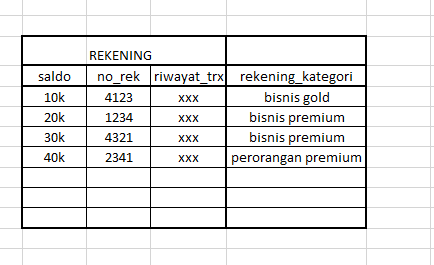 REKENING
saldo no_rek riwayat_trx rekening_kategori
10k 4123 xxx bisnis gold
20k 1234 xxx bisnis premium
30k 4321 xxx bisnis premium
40k 2341 xxx perorangan premium